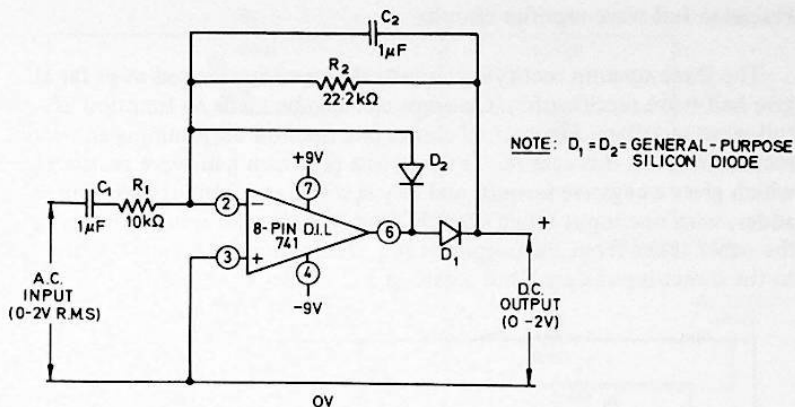 C2
1μF
R2
22·2kΩ
NOTE: D1 = D2 = GENERAL-PURPOSE
SILICON DIODE
+9V
D2
C1
R1
7
1μF
10kΩ
2
−
8-PIN D.I.L
741
6
+
D1
3
+
4
A.C.
INPUT
(0-2V R.M.S)
−9V
D.C.
OUTPUT
(0 -2V)
0V